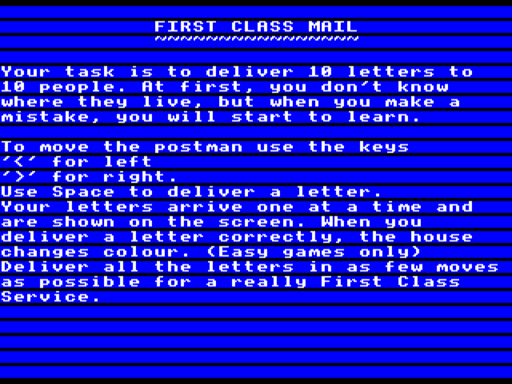 FIRST CLASS MAIL
~~~~~~~~~~~~~~~~
Your task is to deliver 10 letters to
10 people. At first, you don't know
where they live, but when you make a
mistake, you will start to learn.
To move the postman use the keys
'<' for left
'>' for right.
Use Space to deliver a letter.
Your letters arrive one at a time and
are shown on the screen. When you
deliver a letter correctly, the house
changes colour. (Easy games only)
Deliver all the letters in as few moves
as possible for a really First Class
Service.